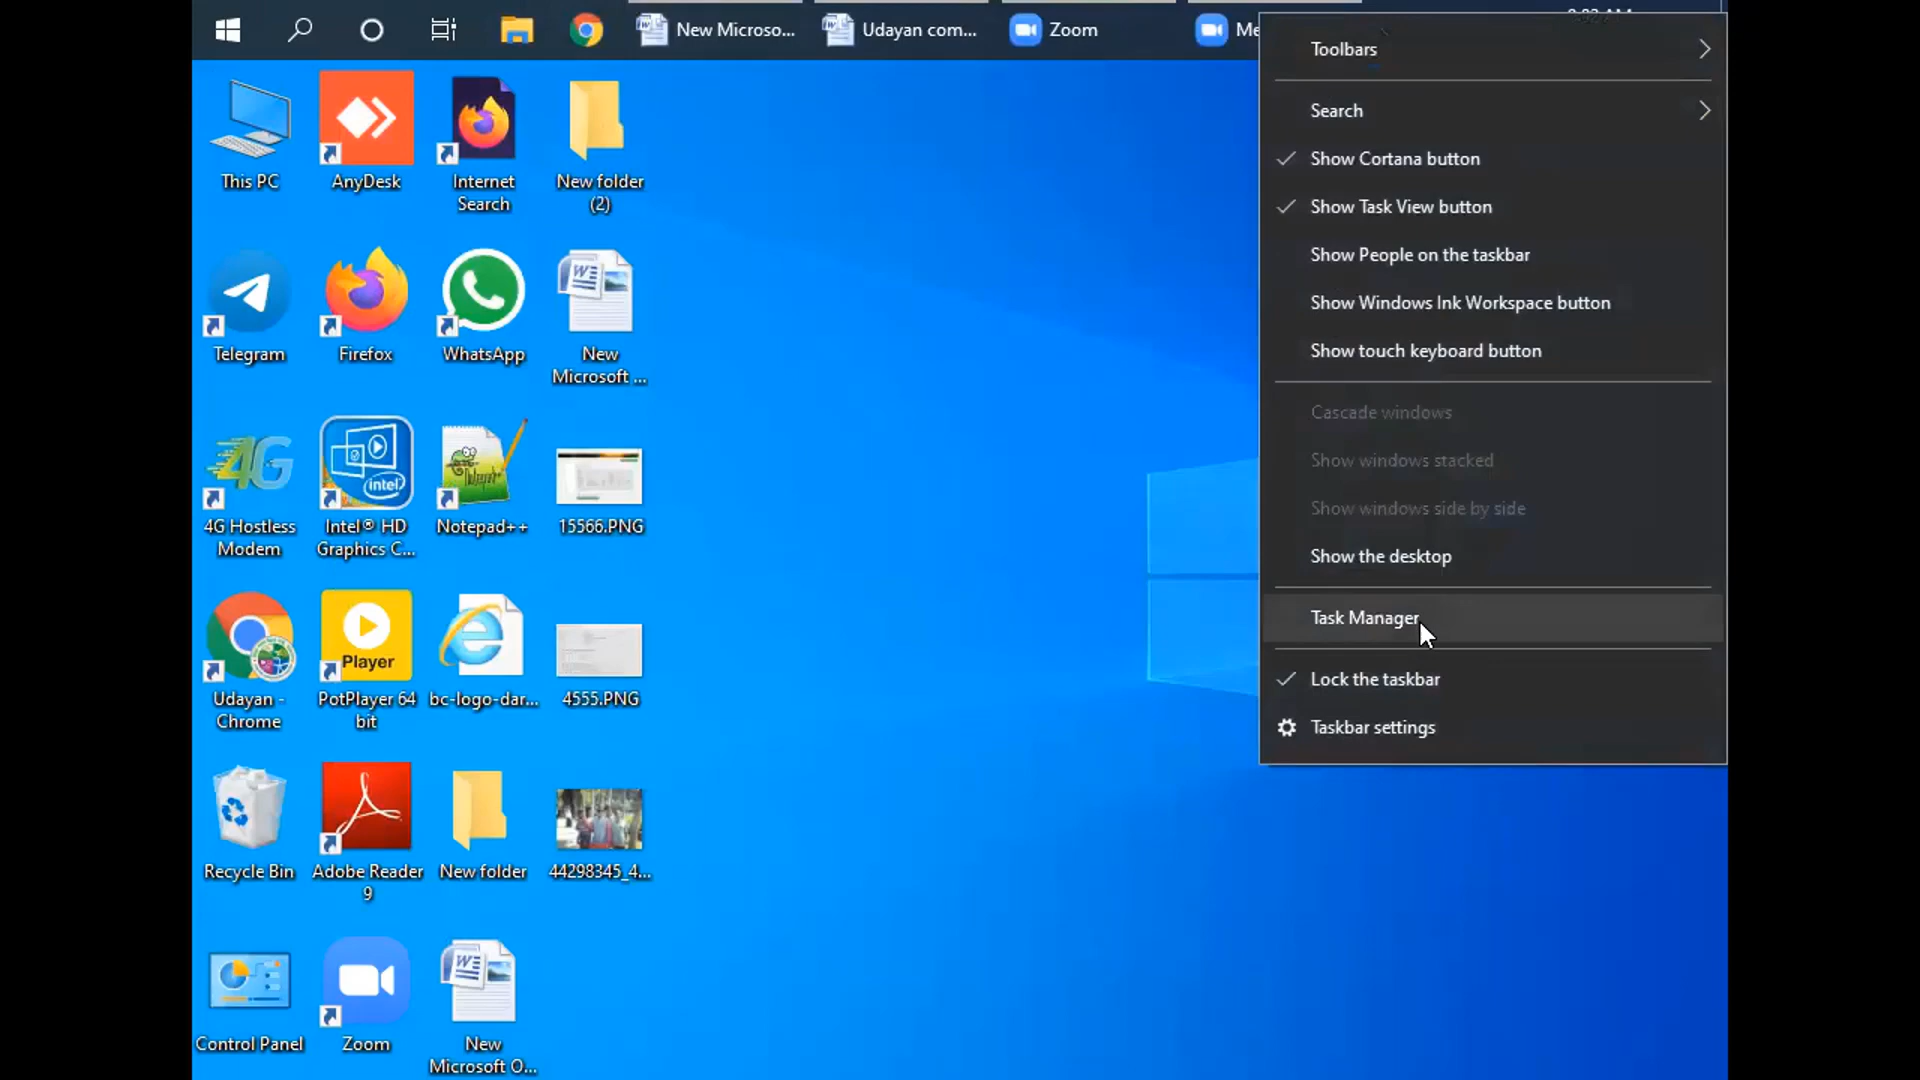 New Microso...
Udayan com...
Zoom
Me
Toolbars
Search
Show Cortana button
Show Task View button
Show People on the taskbar
Show Windows Ink Workspace button
Show touch keyboard button
Cascade windows
Show windows stacked
Show windows side by side
Show the desktop
Task Manager
Lock the taskbar
Taskbar settings
This PC
AnyDesk
Internet
Search
New folder
(2)
Telegram
Firefox
WhatsApp
New
Microsoft ...
4G
intel
4G Hostless
Modem
Intel® HD
Graphics C...
Notepad++
15566.PNG
Player
Udayan -
Chrome
PotPlayer 64
bit
bc-logo-dar...
4555.PNG
Recycle Bin
Adobe Reader
9
New folder
44298345_4...
Control Panel
Zoom
New
Microsoft O...